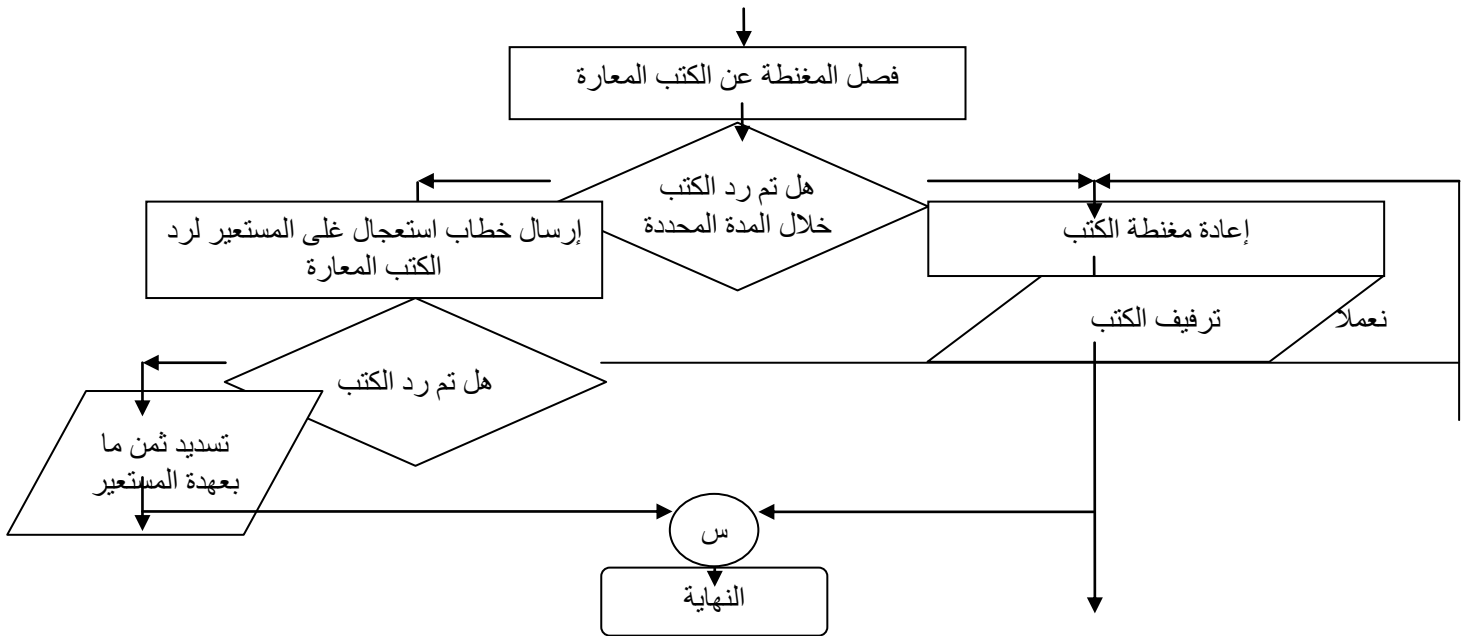 فصل المغنطة عن الكتب المعارة
هل تم رد الكتب
خلال المدة المحددة
إعادة مغنطة الكتب
إرسال خطاب استعجال غلى المستعير لرد
الكتب المعارة
ترفيف الكتب
نعملا
هل تم رد الكتب
تسديد ثمن ما
بعهدة المستعير
س
النهاية